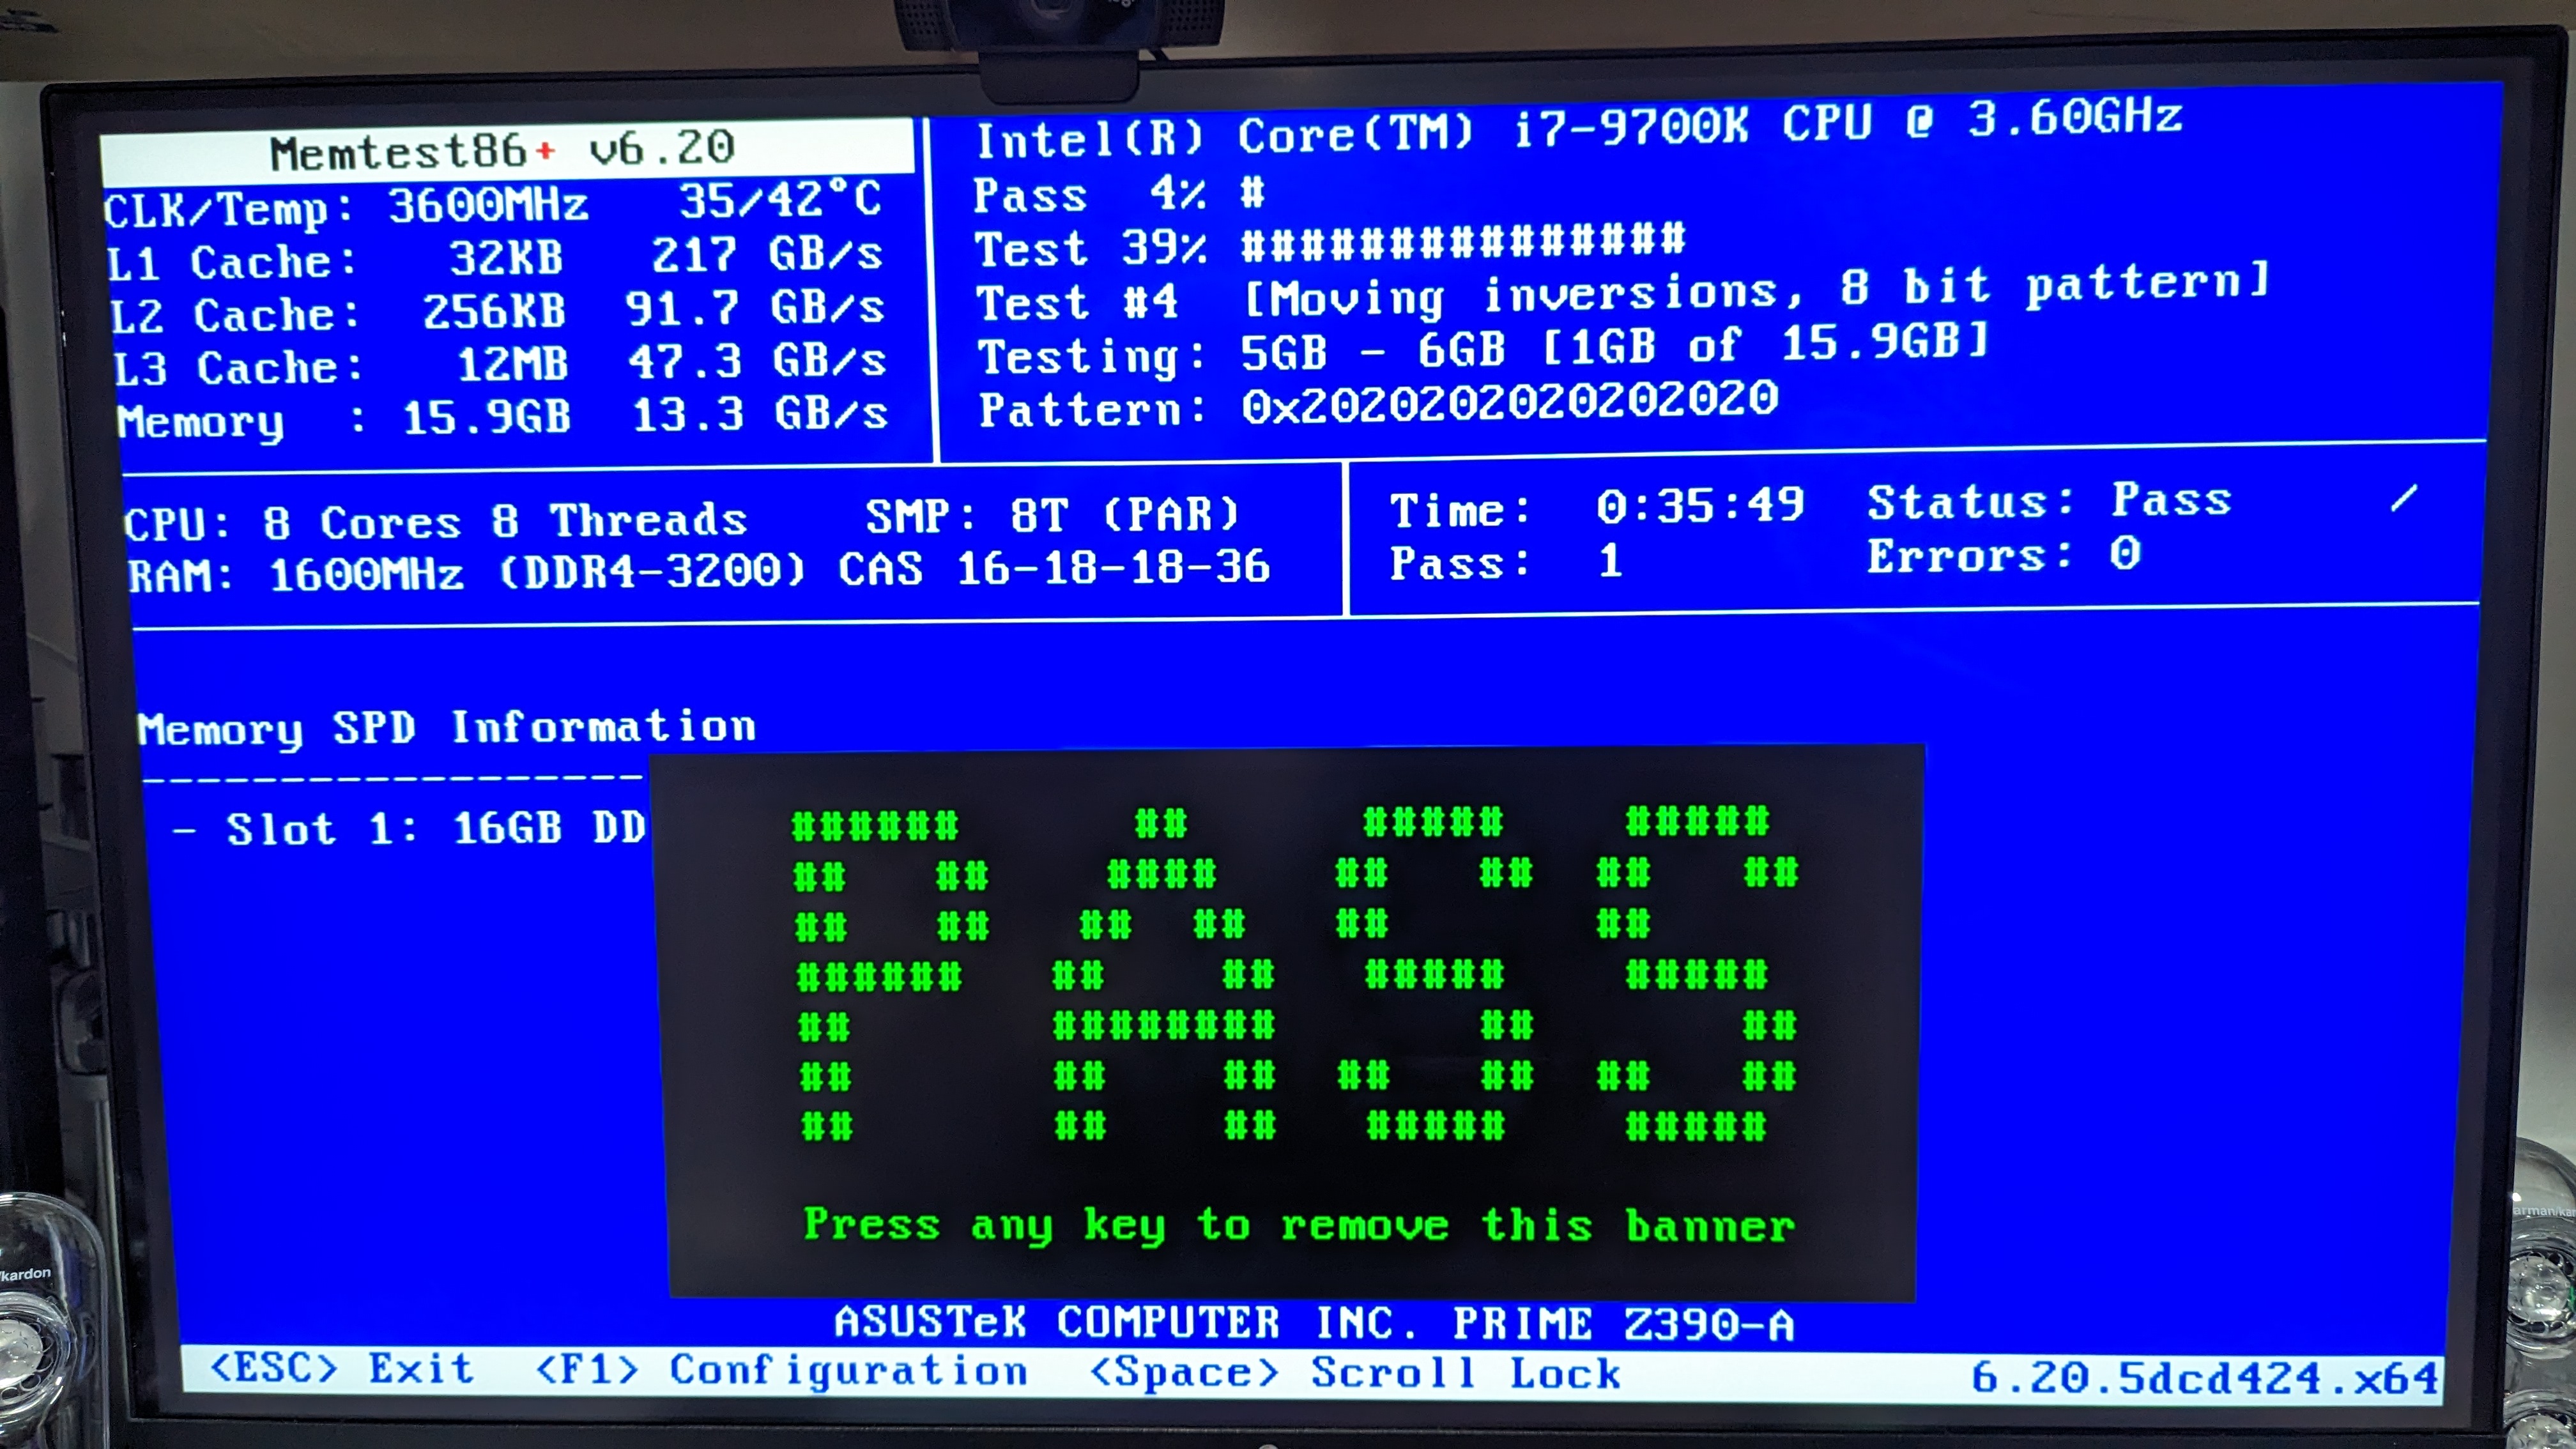 Memtest86+ v6.20
CLK/Temp: 3600MHz 35/42°C
L1 Cache: 32KB 217 GB/s
L2 Cache: 256KB 91.7 GB/s
L3 Cache: 12MB 47.3 GB/s
Memory : 15.9GB 13.3 GB/s
Intel(R) Core(TM) i7-9700K CPU @ 3.60GHz
Pass 4% #
Test 39% ###############
Test #4 [Moving inversions, 8 bit pattern]
Testing: 5GB - 6GB [1GB of 15.9GB]
Pattern: 0x2020202020202020
CPU: 8 Cores 8 Threads SMP: 8T (PAR)
RAM: 1600MHz (DDR4-3200) CAS 16-18-18-36
Time: 0:35:49 Status: Pass /
Pass: 1 Errors: 0
Memory SPD Information
------------------
- Slot 1: 16GB DD
PASS
Press any key to remove this banner
ASUSTeK COMPUTER INC. PRIME Z390-A
<ESC> Exit <F1> Configuration <Space> Scroll Lock 6.20.5dcd424.x64
/kardon
arman/kar